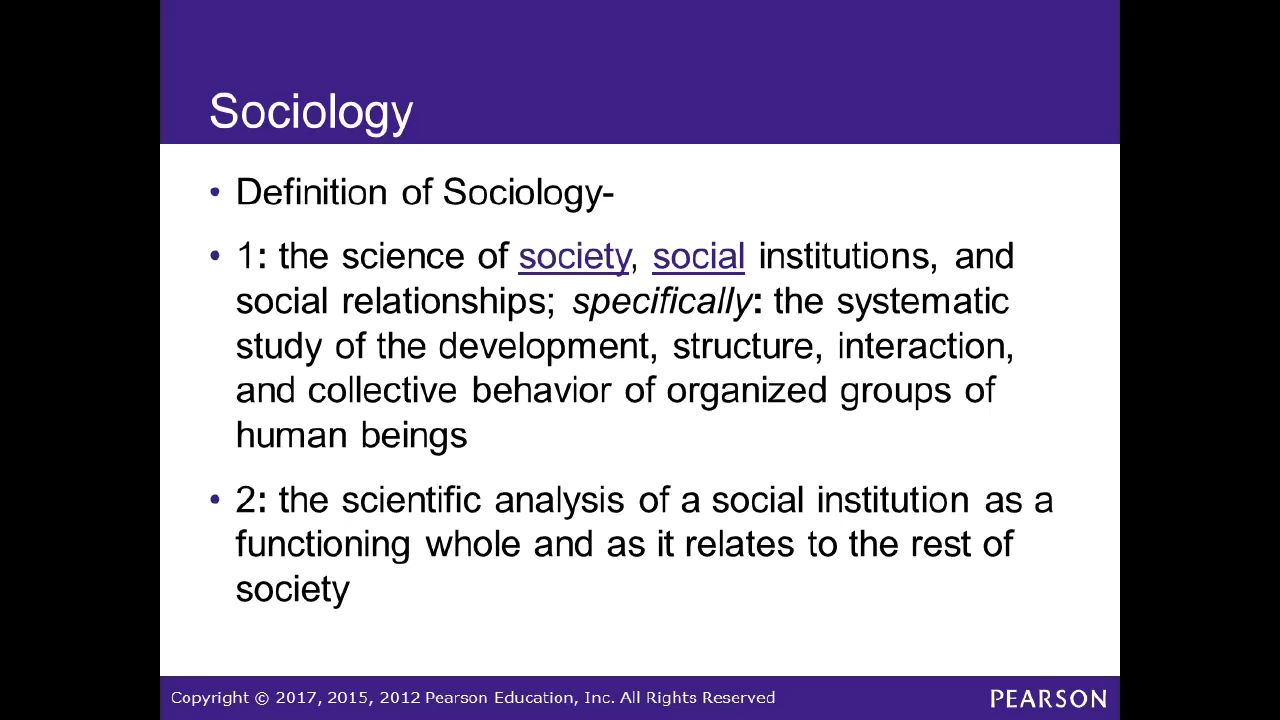 Sociology
• Definition of Sociology-
• 1: the science of society, social institutions, and
social relationships; specifically: the systematic
study of the development, structure, interaction,
and collective behavior of organized groups of
human beings
• 2: the scientific analysis of a social institution as a
functioning whole and as it relates to the rest of
society
Copyright © 2017, 2015, 2012 Pearson Education, Inc. All Rights Reserved
PEARSON